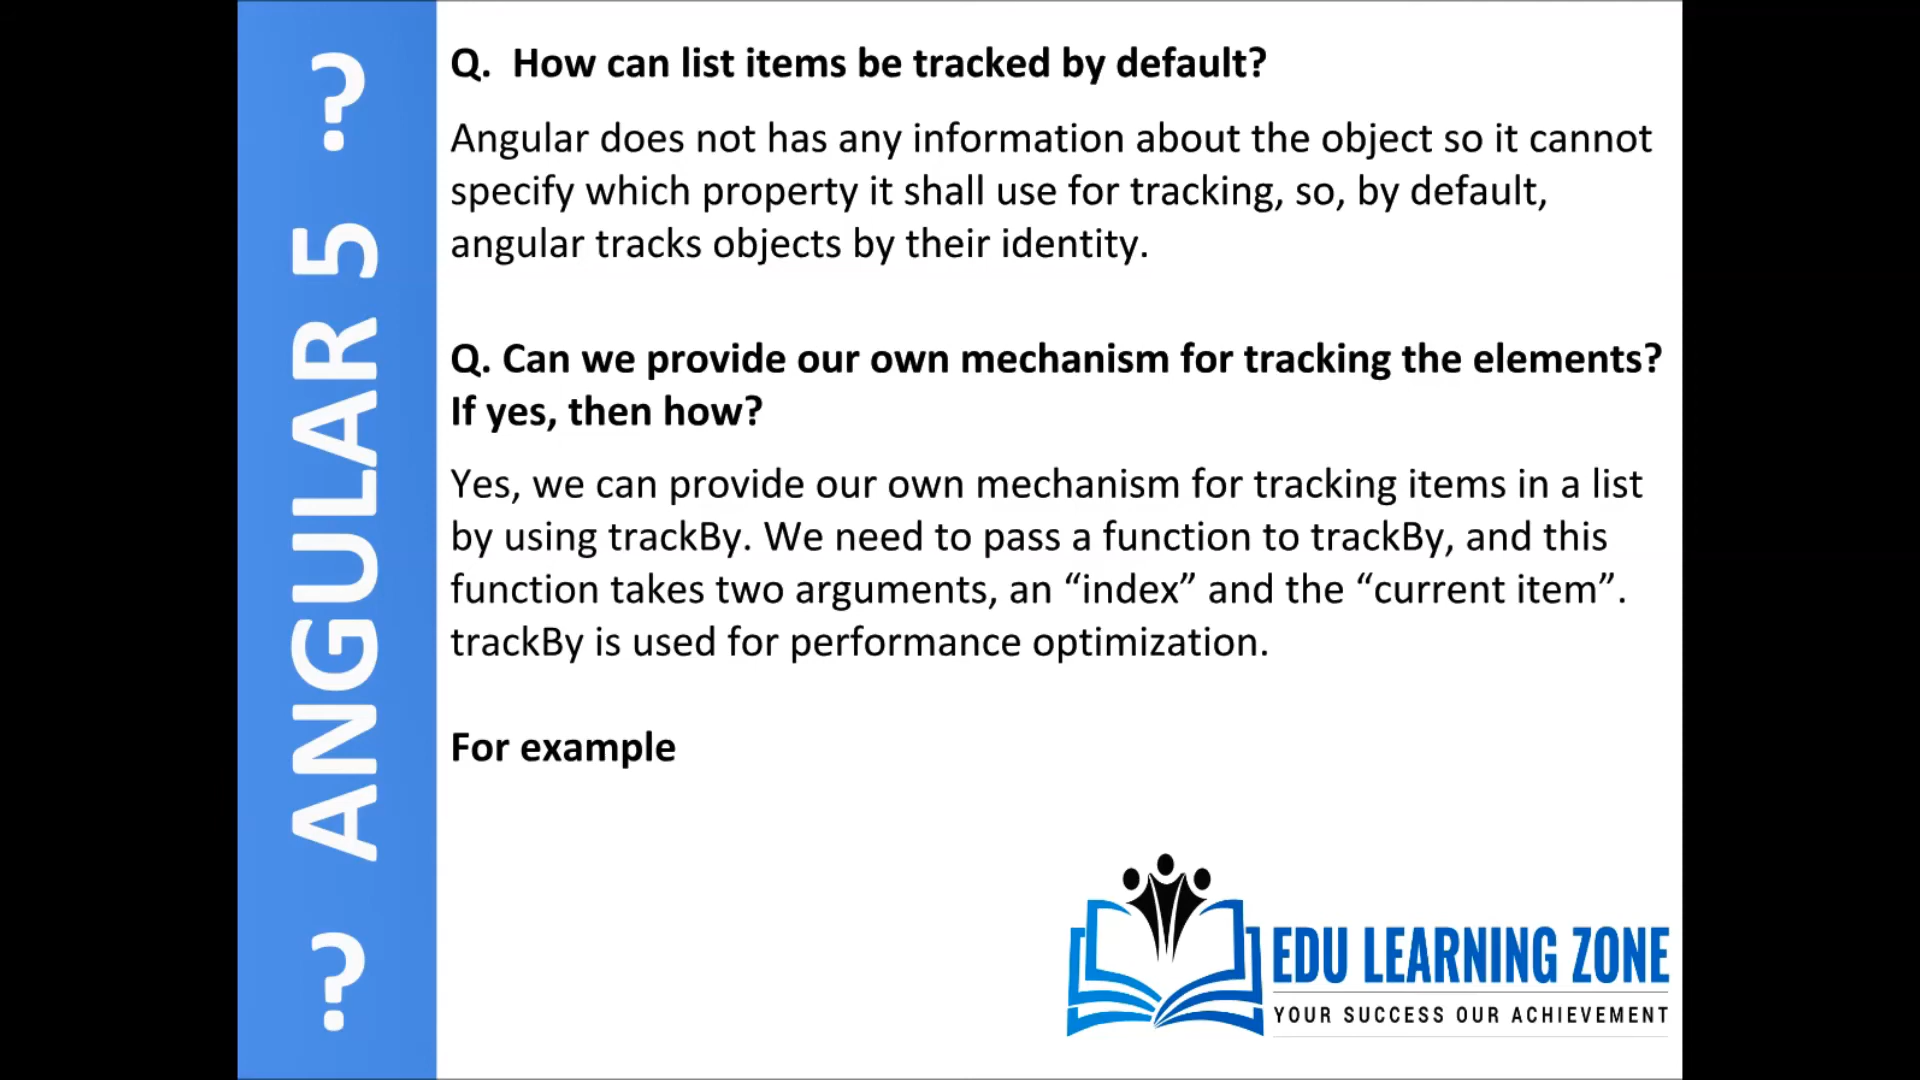 ? ANGULAR 5 ?
Q. How can list items be tracked by default?
Angular does not has any information about the object so it cannot
specify which property it shall use for tracking, so, by default,
angular tracks objects by their identity.
Q. Can we provide our own mechanism for tracking the elements?
If yes, then how?
Yes, we can provide our own mechanism for tracking items in a list
by using trackBy. We need to pass a function to trackBy, and this
function takes two arguments, an “index” and the “current item”.
trackBy is used for performance optimization.
For example
EDU LEARNING ZONE
YOUR SUCCESS OUR ACHIEVEMENT